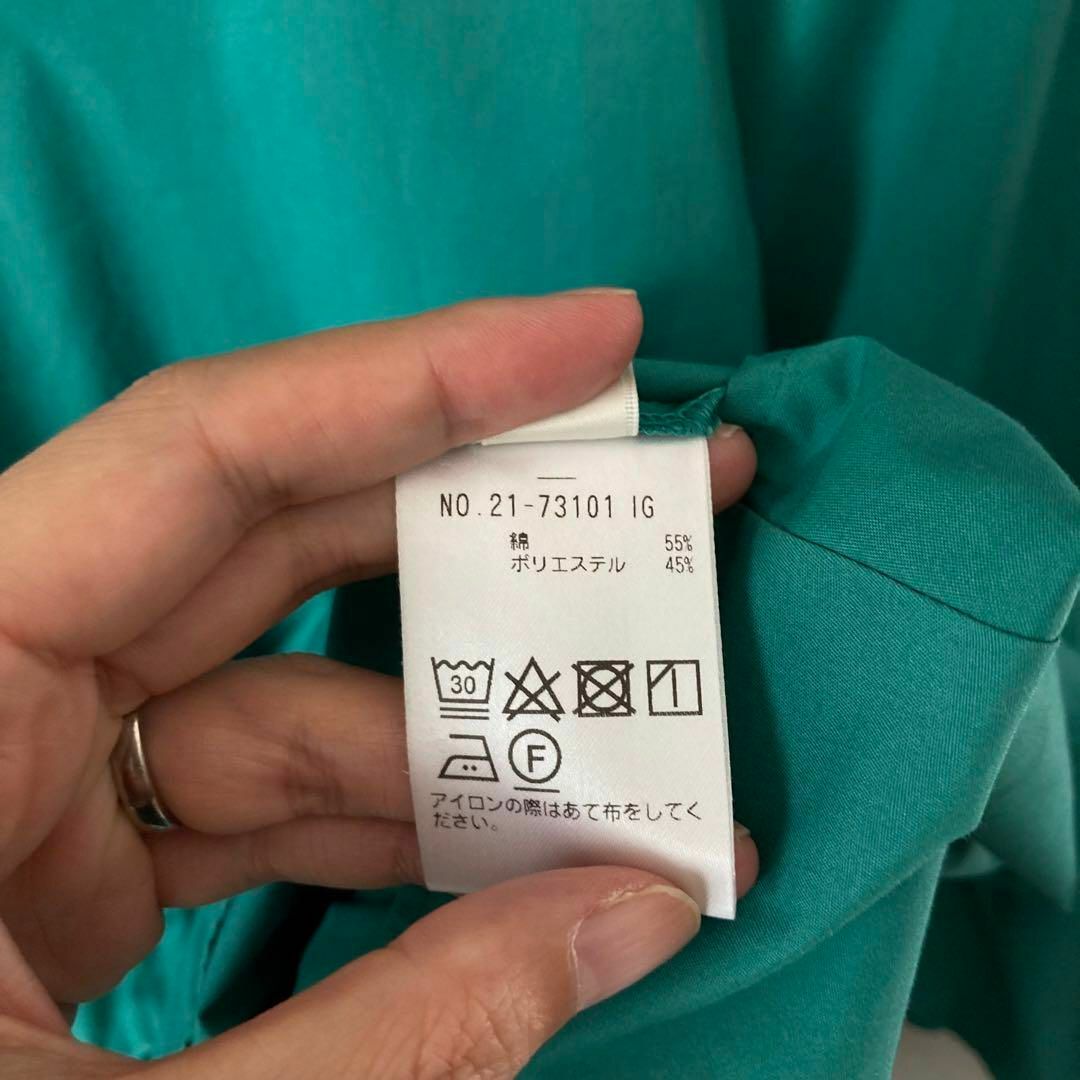 NO.21-73101 IG
綿 55%
ポリエステル 45%
30
F
アイロンの際はあて布をしてく
ださい。